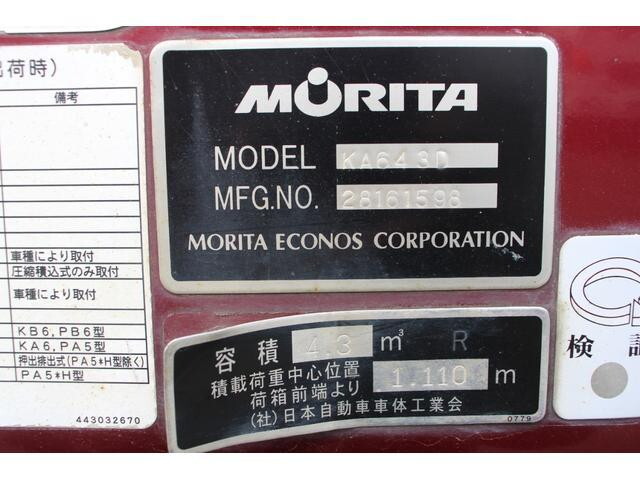 出荷時)
備考
車種により取付
圧縮積込式のみ取付
車種により取付
KB6,PB6型
KA6,PA5型
押出排出式(PA5*H型除く)
PA5*H型
443032670
MORITA
MODEL KA643D
MFG.NO. 28161598
MORITA ECONOS CORPORATION
容積 4.3 m³ R
積載荷重中心位置
荷箱前端より 1.110 m
(社)日本自動車車体工業会
0779
検